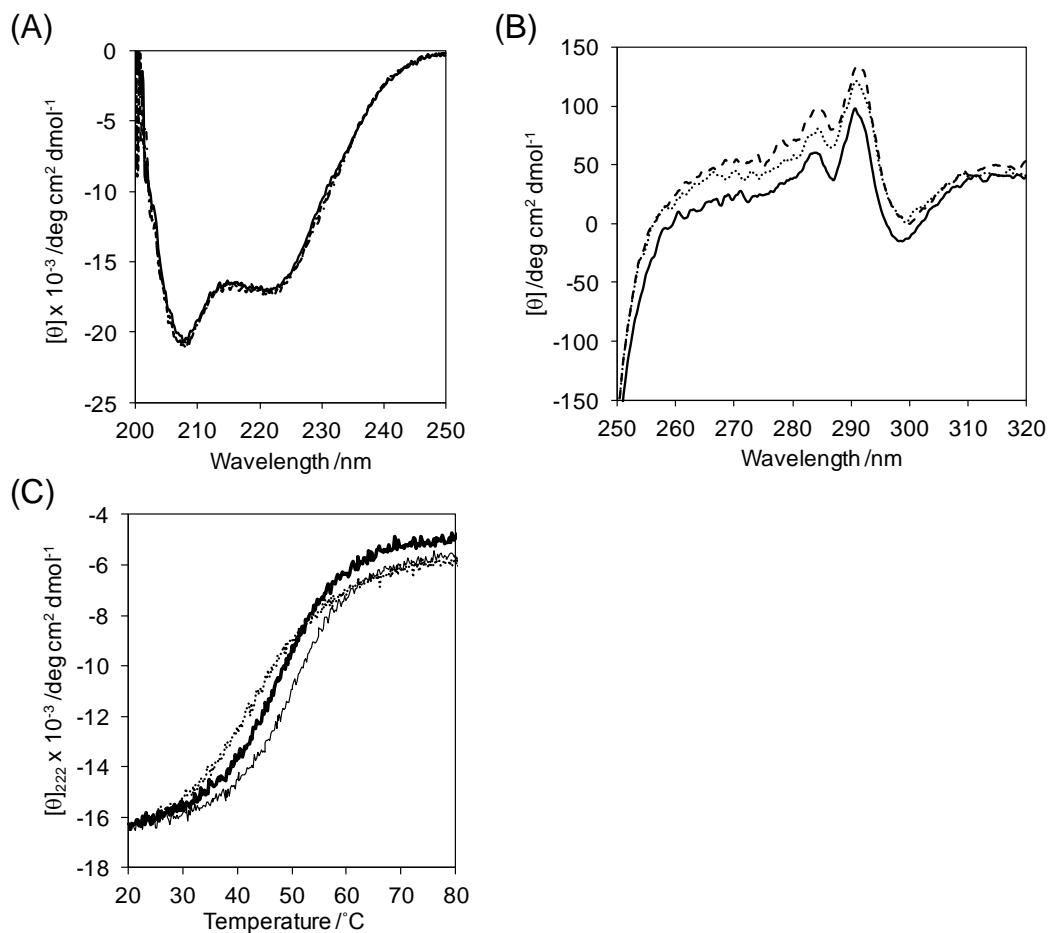 (A)
[θ] x 10⁻³ /deg cm² dmol⁻¹
0
-5
-10
-15
-20
-25
200 210 220 230 240 250
Wavelength /nm
(B)
[θ] /deg cm² dmol⁻¹
150
100
50
0
-50
-100
-150
250 260 270 280 290 300 310 320
Wavelength /nm
(C)
[θ]₂₂₂ x 10⁻³ /deg cm² dmol⁻¹
-4
-6
-8
-10
-12
-14
-16
-18
20 30 40 50 60 70 80
Temperature /˚C